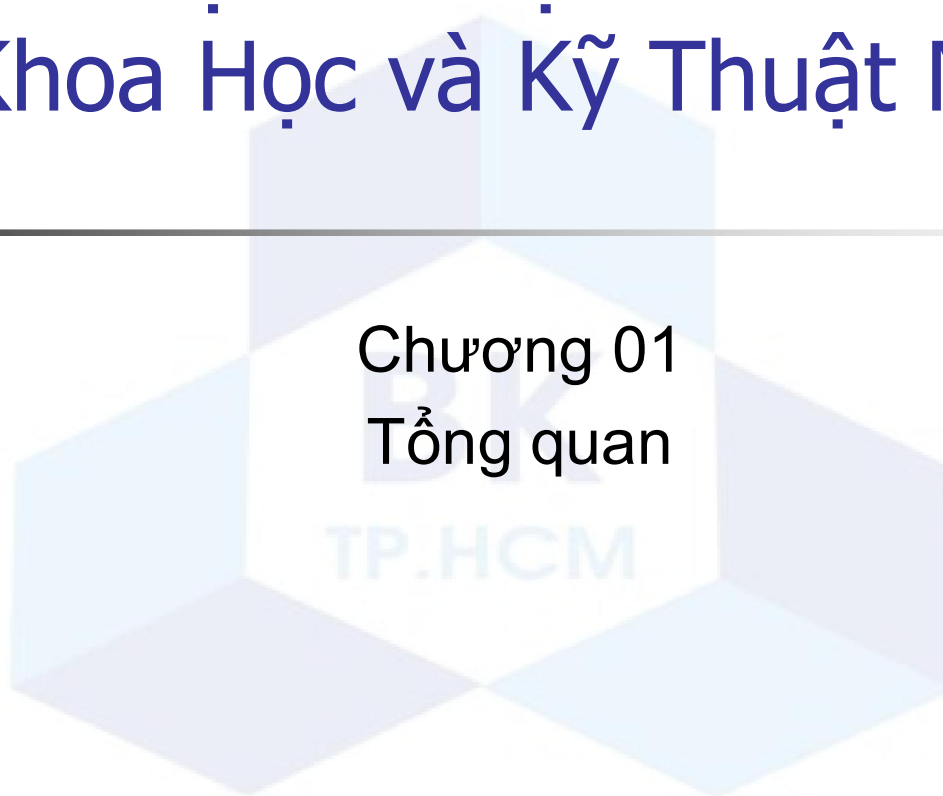 Khoa Học và Kỹ Thuật
Chương 01
Tổng quan
BK
TP.HCM